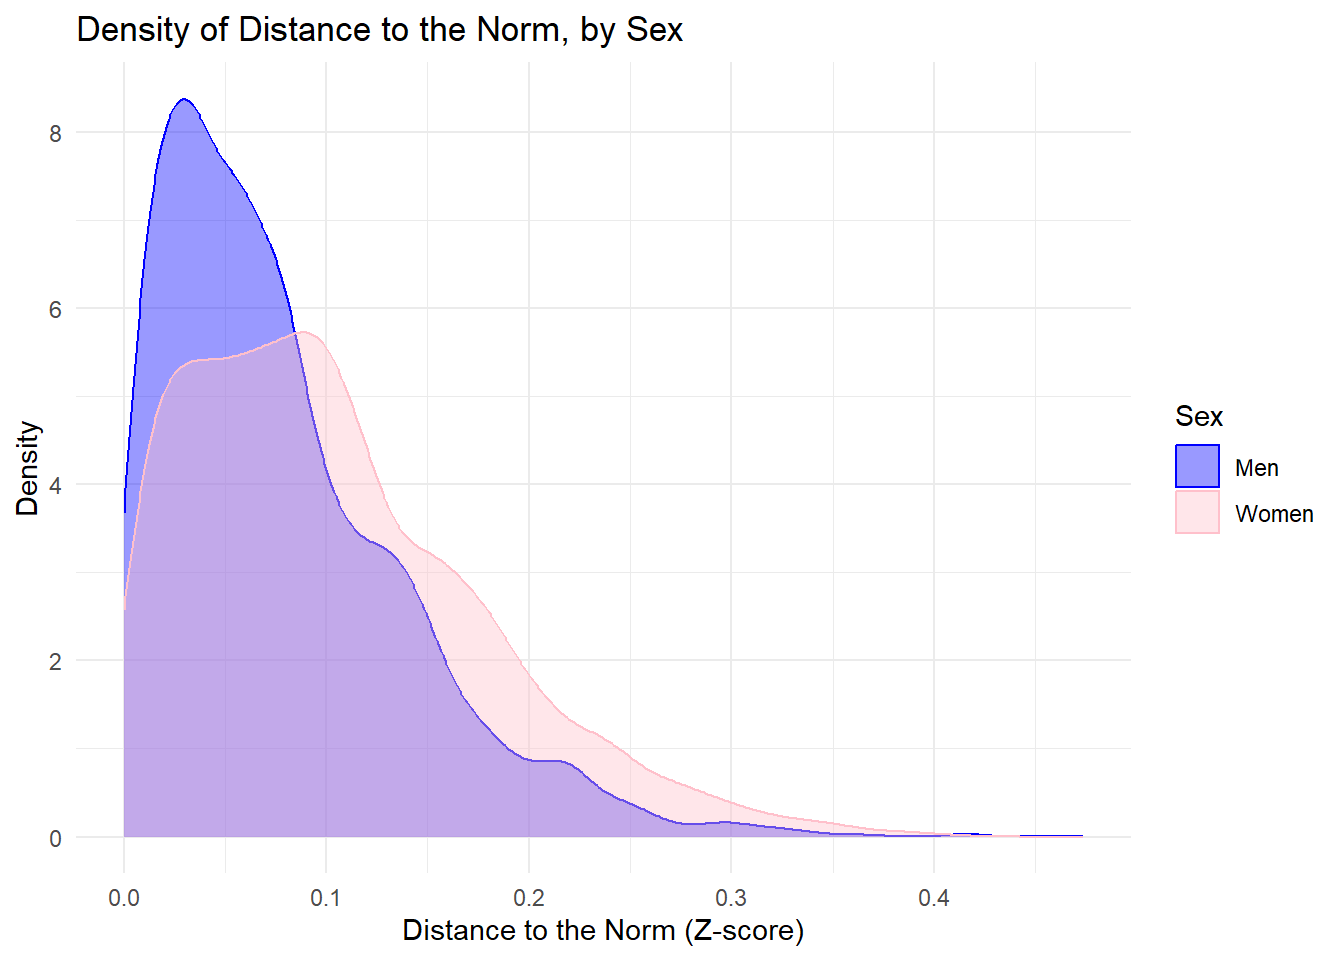 Density of Distance to the Norm, by Sex
8
6
4
2
0
Density
0.0 0.1 0.2 0.3 0.4
Distance to the Norm (Z-score)
Sex
Men
Women